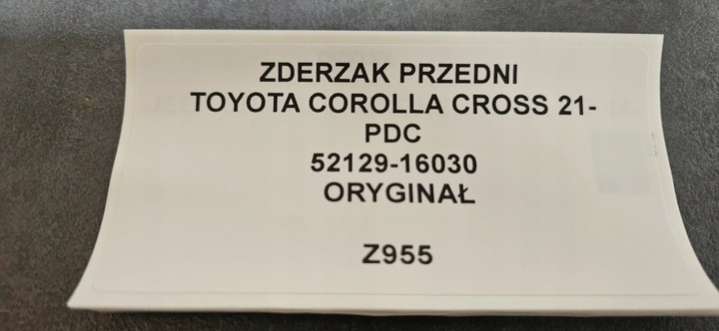 ZDERZAK PRZEDNI
TOYOTA COROLLA CROSS 21-
PDC
52129-16030
ORYGINAŁ
Z955